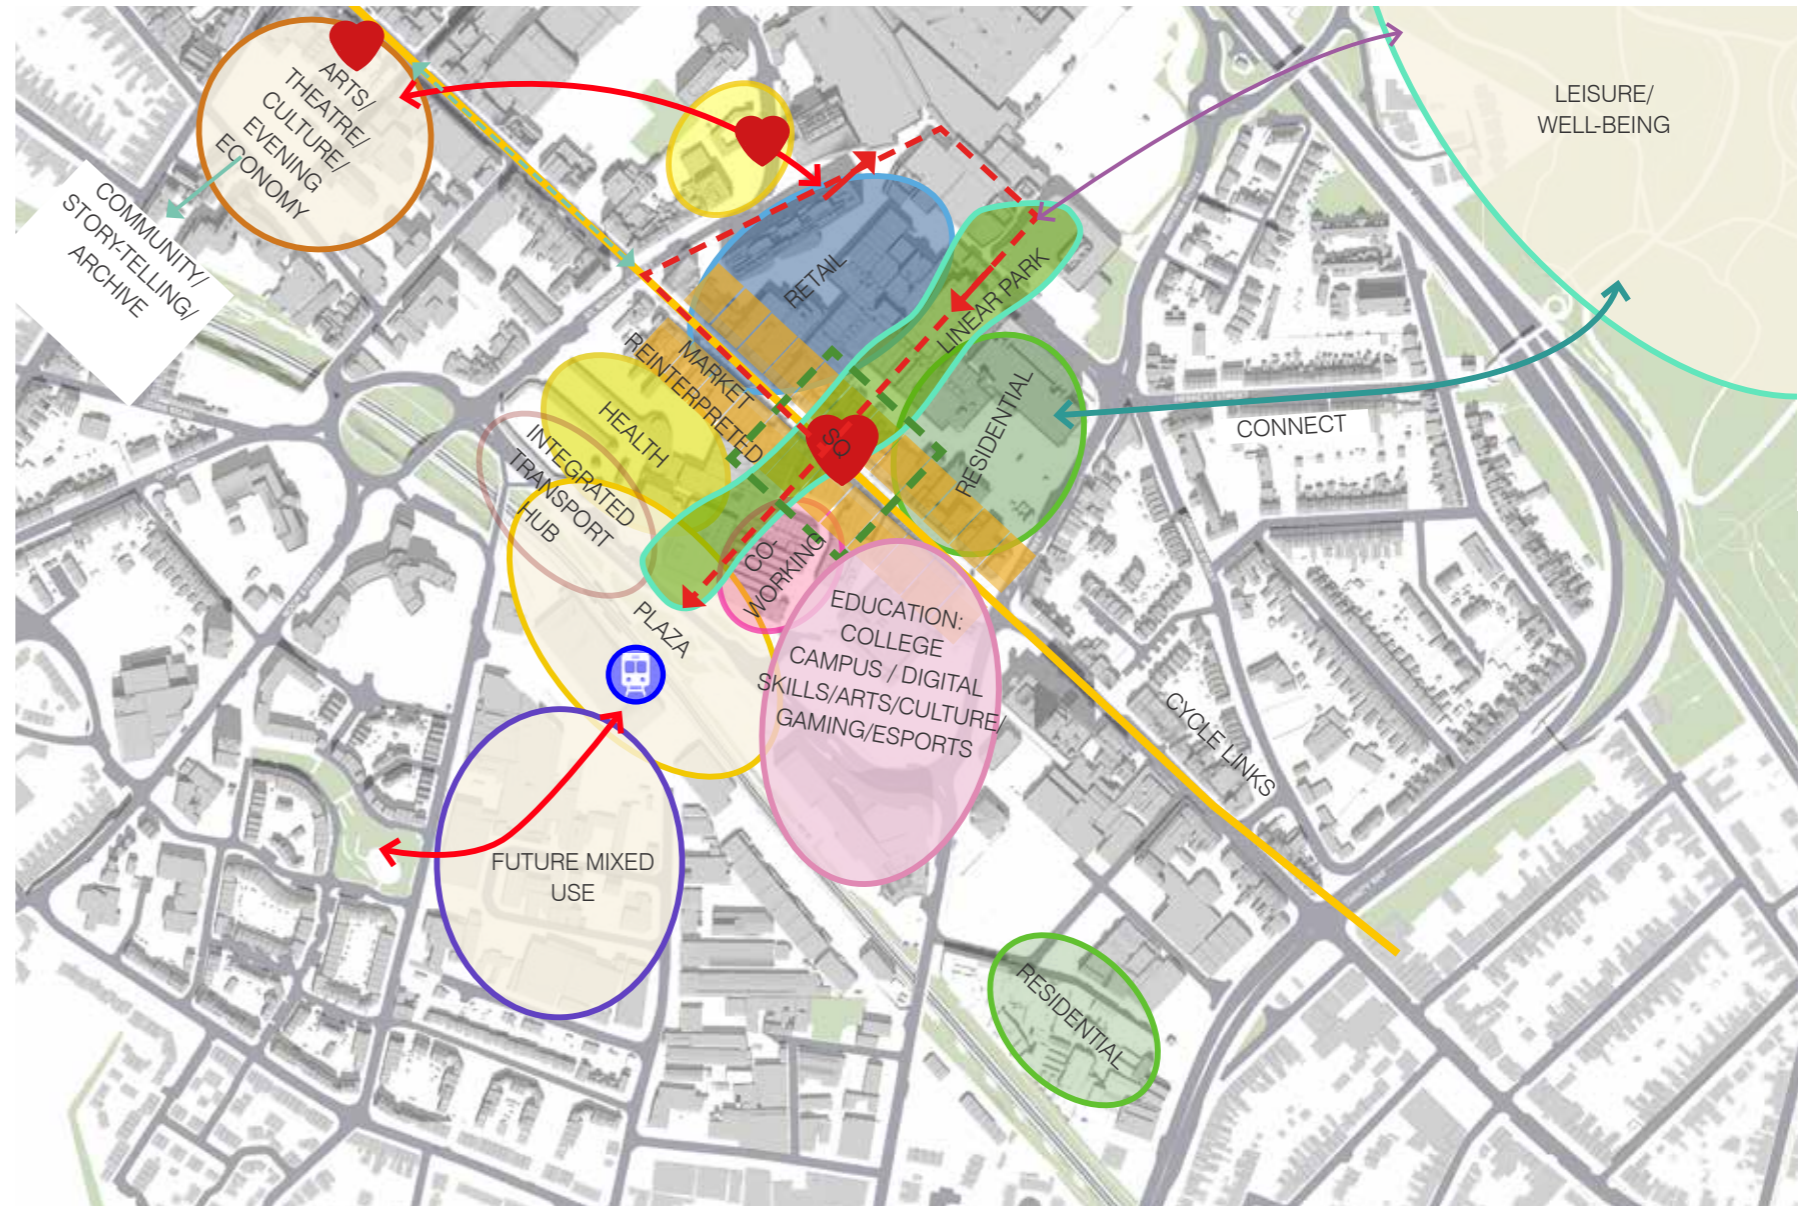 ARTS/
THEATRE/
CULTURE/
EVENING
ECONOMY
COMMUNITY/
STORY-TELLING/
ARCHIVE
LEISURE/
WELL-BEING
RETAIL
LINEAR PARK
MARKET
REINTERPRETED
HEALTH
SQ
RESIDENTIAL
CONNECT
INTEGRATED
TRANSPORT
HUB
CO-
WORKING
PLAZA
EDUCATION:
COLLEGE
CAMPUS / DIGITAL
SKILLS/ARTS/CULTURE/
GAMING/ESPORTS
CYCLE LINKS
FUTURE MIXED
USE
RESIDENTIAL